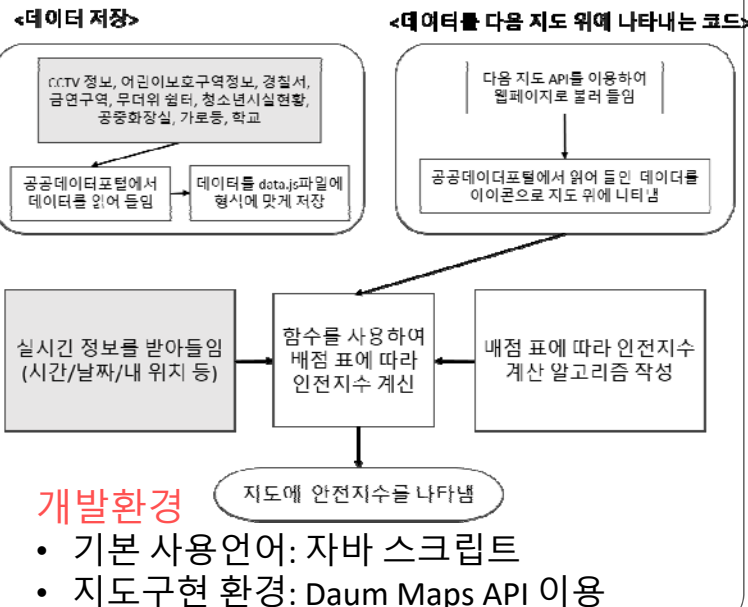 <데이터 저장>
<데이터를 다음 지도 위에 나타내는 코드>
CCTV 정보, 어린이보호구역정보, 경찰서,
금연구역, 무더위 쉼터, 청소년시설현황,
공중화장실, 가로등, 학교
공공데이터포털에서
데이터를 읽어 들임
데이터를 data.js파일에
형식에 맞게 저장
다음 지도 API를 이용하여
웹페이지로 불러 들임
공공데이더포털에서 읽어 들인 데이터를
아이콘으로 지도 위에 나타냄
실시간 정보를 받아들임
(시간/날짜/내 위치 등)
함수를 사용하여
배점 표에 따라
안전지수 계산
배점 표에 따라 안전지수
계산 알고리즘 작성
지도에 안전지수를 나타냄
개발환경
• 기본 사용언어: 자바 스크립트
• 지도구현 환경: Daum Maps API 이용